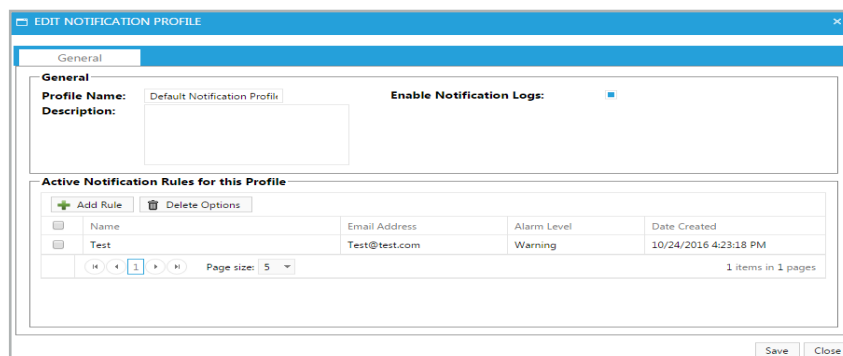 EDIT NOTIFICATION PROFILE
General
General
Profile Name: Default Notification Profil Enable Notification Logs:
Description:
Active Notification Rules for this Profile
Add Rule Delete Options
Name Email Address Alarm Level Date Created
Test Test@test.com Warning 10/24/2016 4:23:18 PM
1 Page size: 5 1 items in 1 pages
Save Close